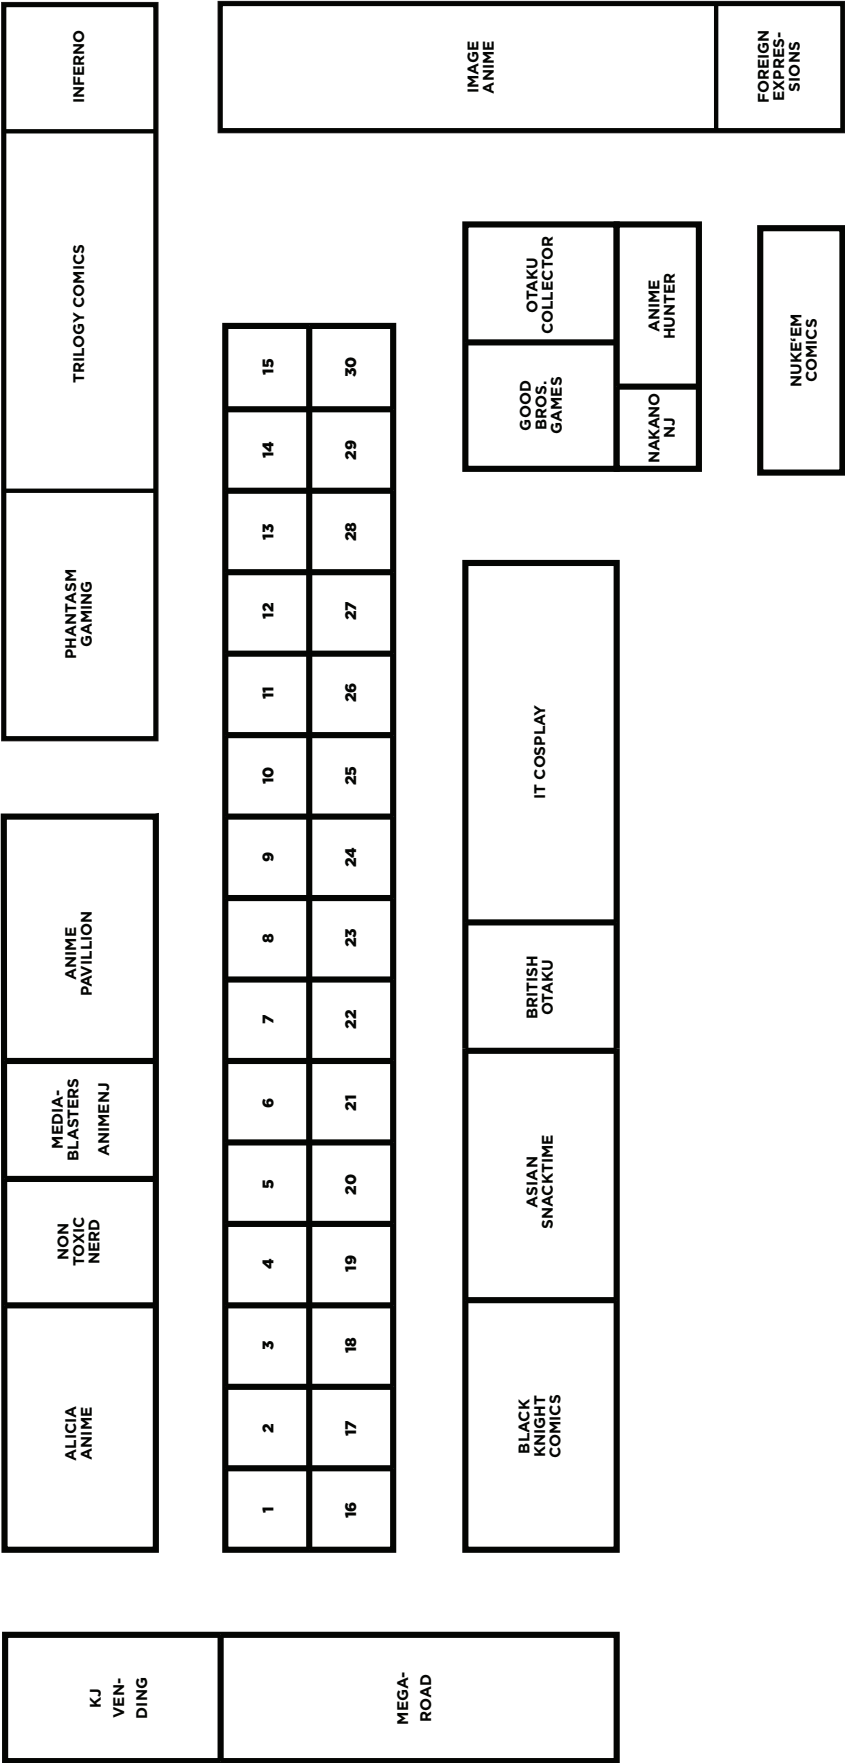 INFERNO
TRILOGY COMICS
PHANTASM
GAMING
ANIME
PAVILLION
MEDIA-
BLASTERS
ANIMENJ
NON
TOXIC
NERD
ALICIA
ANIME
KJ
VEN-
DING
MEGA-
ROAD
IMAGE
ANIME
FOREIGN
EXPRES-
SIONS
15
14
13
12
11
10
9
8
7
6
5
4
3
2
1
30
29
28
27
26
25
24
23
22
21
20
19
18
17
16
OTAKU
COLLECTOR
GOOD
BROS.
GAMES
ANIME
HUNTER
NAKANO
NJ
NUKE'EM
COMICS
IT COSPLAY
BRITISH
OTAKU
ASIAN
SNACKTIME
BLACK
KNIGHT
COMICS